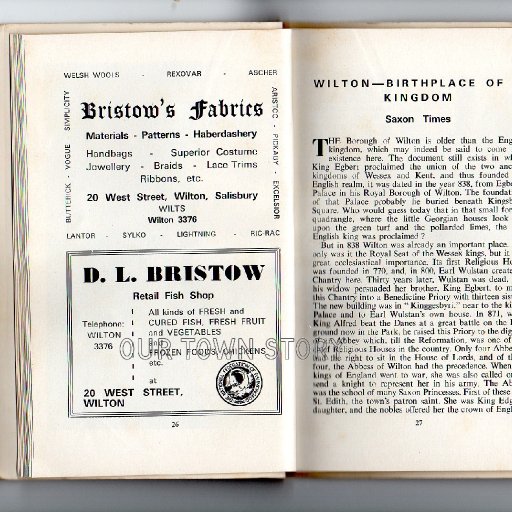 WELSH WOOLS - REXOVAR - ASCHER
BUTTERICK - VOGUE SIMPLICITY
ARISTOC - PICKABY - EXCELSIOR
Bristow's Fabrics
Materials - Patterns - Haberdashery
Handbags - Superior Costume
Jewellery - Braids - Lace Trims
Ribbons, etc.
20 West Street, Wilton, Salisbury
WILTS
Wilton 3376
LANTOR - SYLKO - LIGHTNING - RIC-RAC
D. L. BRISTOW
Retail Fish Shop
Telephone:
WILTON
3376
All kinds of FRESH and
CURED FISH, FRESH FRUIT
and VEGETABLES
FROZEN FOODS, CHICKENS
etc.
at
20 WEST STREET,
WILTON
OUR TOWN STORY
26
WILTON—BIRTHPLACE OF
KINGDOM
Saxon Times
THE Borough of Wilton is older than the Eng
kingdom, which may indeed be said to come
existence here. The document still exists in wh
King Egbert proclaimed the union of the two anc
kingdoms of Wessex and Kent, and thus founded
English realm, it was dated in the year 838, from Egbe
Palace in his Royal Borough of Wilton. The foundat
of that Palace probably lie buried beneath Kingsb
Square. Who would guess today that in that small for
quadrangle, where the little Georgian houses look
upon the green turf and the pollarded limes, the
English king was proclaimed?
But in 838 Wilton was already an important place.
only was it the Royal Seat of the Wessex kings, but it
great ecclesiastical importance. Its first Religious Ho
was founded in 770, and, in 800, Earl Wulstan create
Chantry here. Thirty years later, Wulstan was dead,
his widow persuaded her brother, King Egbert, to m
this Chantry into a Benedictine Priory with thirteen sist
The new building was in "Kinggesbyri," near to the ki
Palace and to Earl Wulstan's own house. In 871, w
King Alfred beat the Danes at a great battle on the h
ground now in the Park, he raised this Priory to the dig
Abbey which, till the Reformation, was one of
of Religious Houses in the country. Only four Abbe
had the right to sit in the House of Lords, and of th
four, the Abbess of Wilton had the precedence. When
kings of England went to war, she was also called on
send a knight to represent her in his army. The Ab
was the school of many Saxon Princesses. First of these
St. Edith, the town's patron saint. She was King Edg
daughter, and the nobles offered her the crown of Engl
27